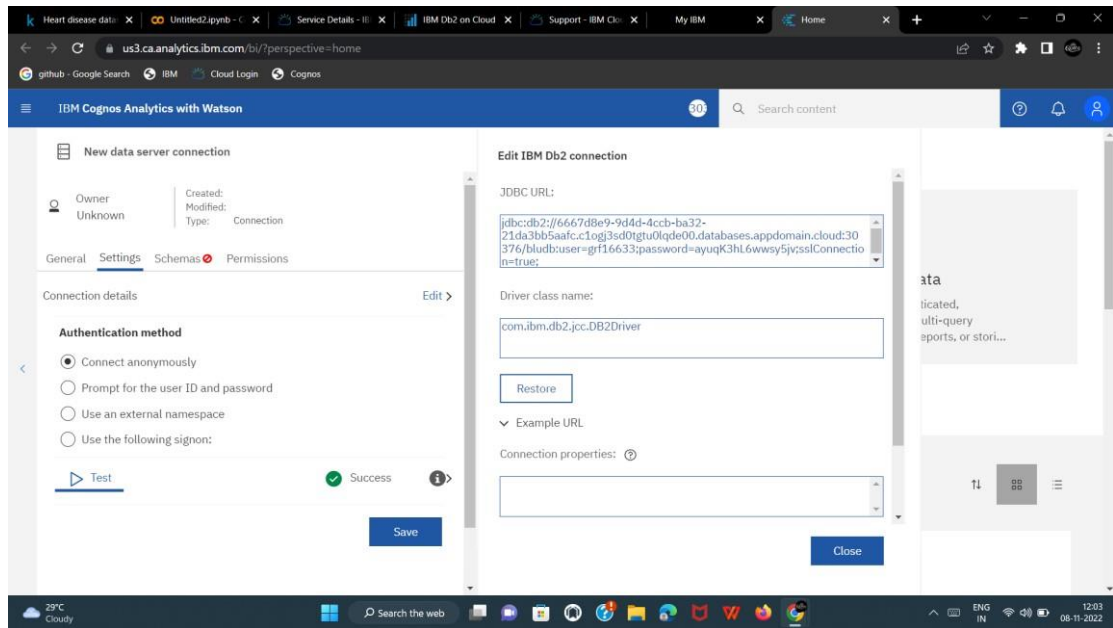 Heart disease data:
Untitled2.ipynb - C
Service Details - IB
IBM Db2 on Cloud
Support - IBM Clo
My IBM
Home
us3.ca.analytics.ibm.com/bi/?perspective=home
github - Google Search
IBM
Cloud Login
Cognos
IBM Cognos Analytics with Watson
30
Search content
New data server connection
Owner
Unknown
Created:
Modified:
Type: Connection
General Settings Schemas Permissions
Connection details
Edit
Authentication method
Connect anonymously
Prompt for the user ID and password
Use an external namespace
Use the following signon:
Test
Success
Save
Edit IBM Db2 connection
JDBC URL:
jdbc:db2://6667d8e9-9d4d-4ccb-ba32-
21da3bb5aafc.c1ogj3sd0tgtu0lqde00.databases.appdomain.cloud:30
376/bludb:user=grf16633;password=ayuqK3hL6wwsy5jv;sslConnectio
n=true;
Driver class name:
com.ibm.db2.jcc.DB2Driver
Restore
Example URL
Connection properties:
Close
ata
ticated,
ulti-query
eports, or stori...
29°C
Cloudy
Search the web
ENG
IN
12:03
08-11-2022